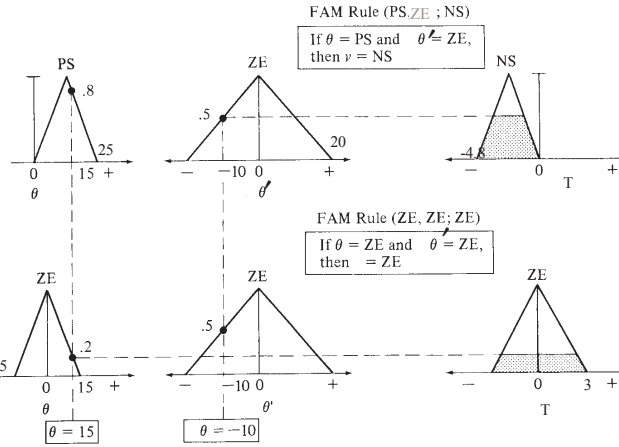 FAM Rule (PS, ZE ; NS)
If θ = PS and θ′= ZE,
then ν = NS
PS
ZE
NS
.8
.5
25
20
-4.8
0
15
+
−
−10
0
+
−
0
+
θ
θ′
T
FAM Rule (ZE, ZE; ZE)
If θ = ZE and θ′ = ZE,
then = ZE
ZE
ZE
ZE
.2
.5
5
0
15
+
−
−10
0
+
−
0
3
+
θ
θ'
T
θ = 15
θ = −10